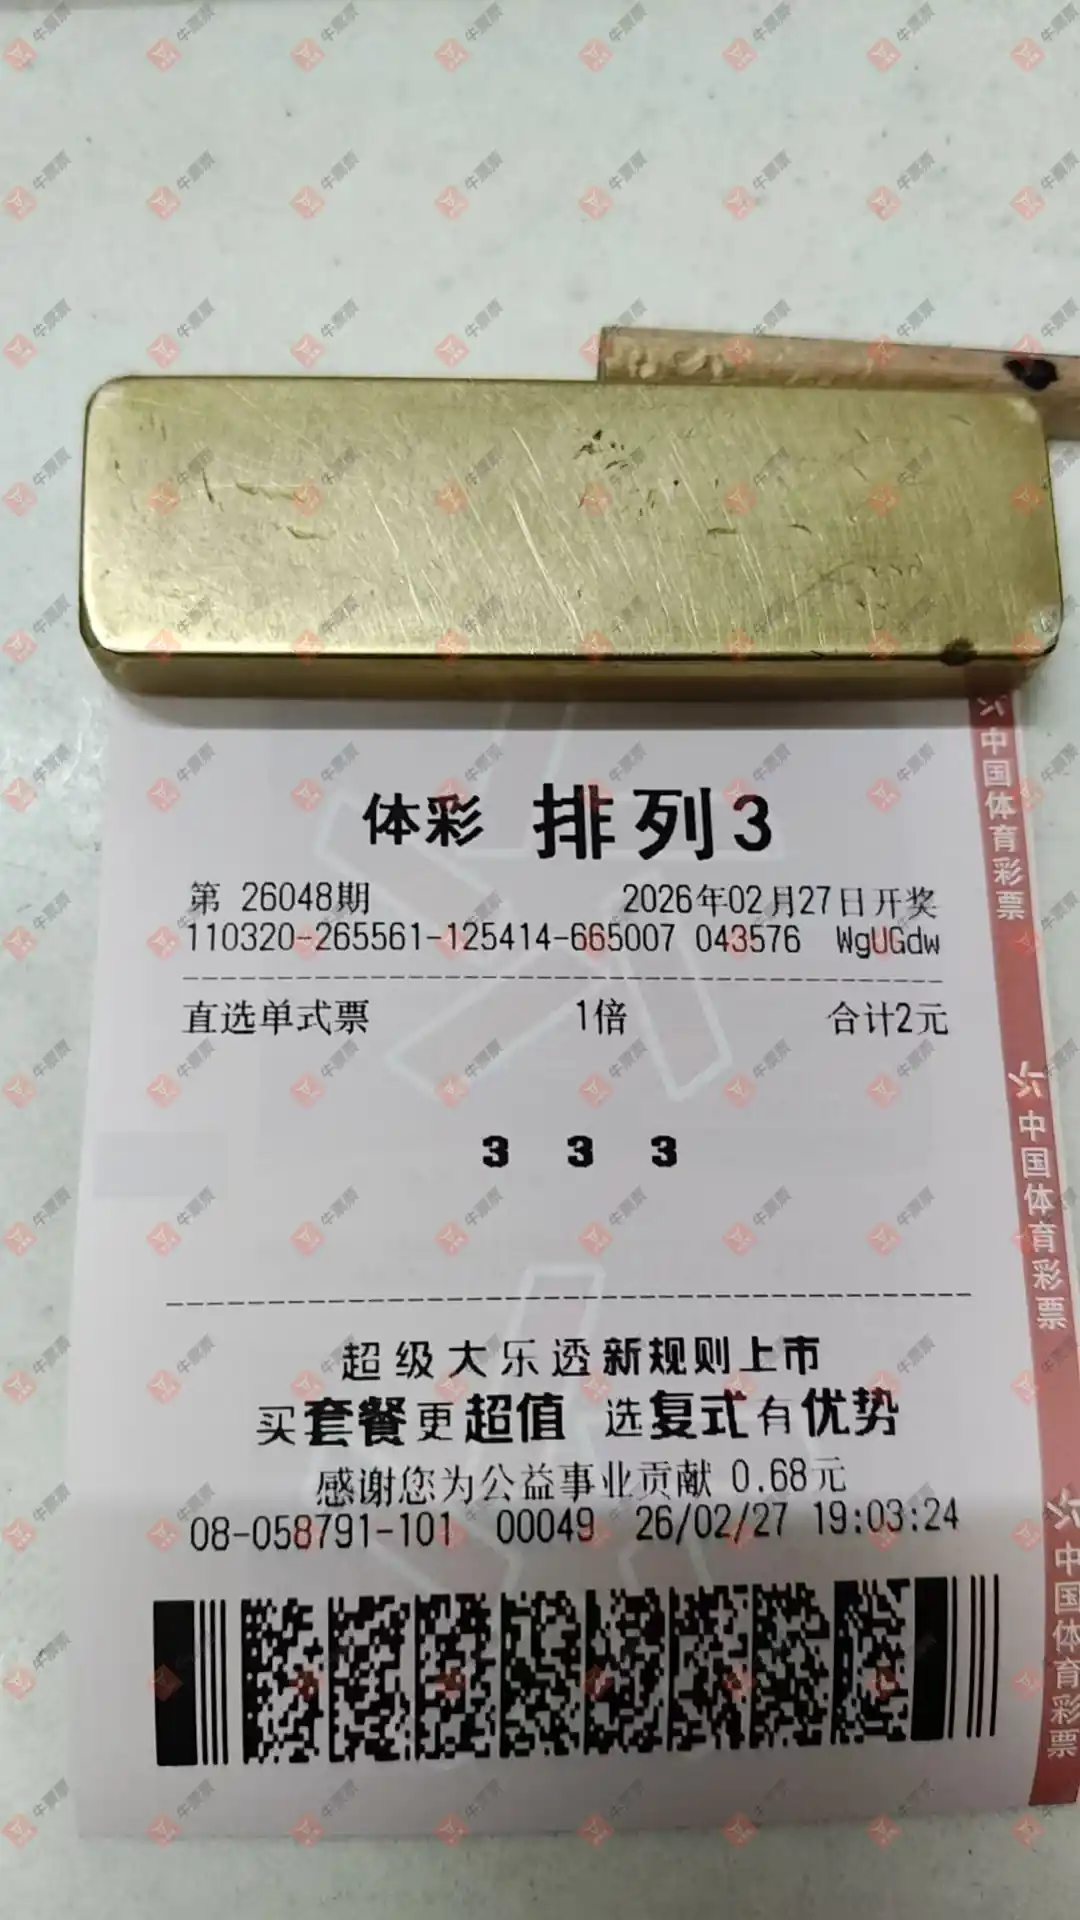 体彩 排列3
第 26048期 2026年02月27日开奖
110320-265561-125414-665007 043576 WgUGdw
直选单式票 1倍 合计2元
3 3 3
超级大乐透新规则上市
买套餐更超值 选复式有优势
感谢您为公益事业贡献 0.68元
08-058791-101 00049 26/02/27 19:03:24
中国体育彩票
中国体育彩票
中国体育彩票
牛票票